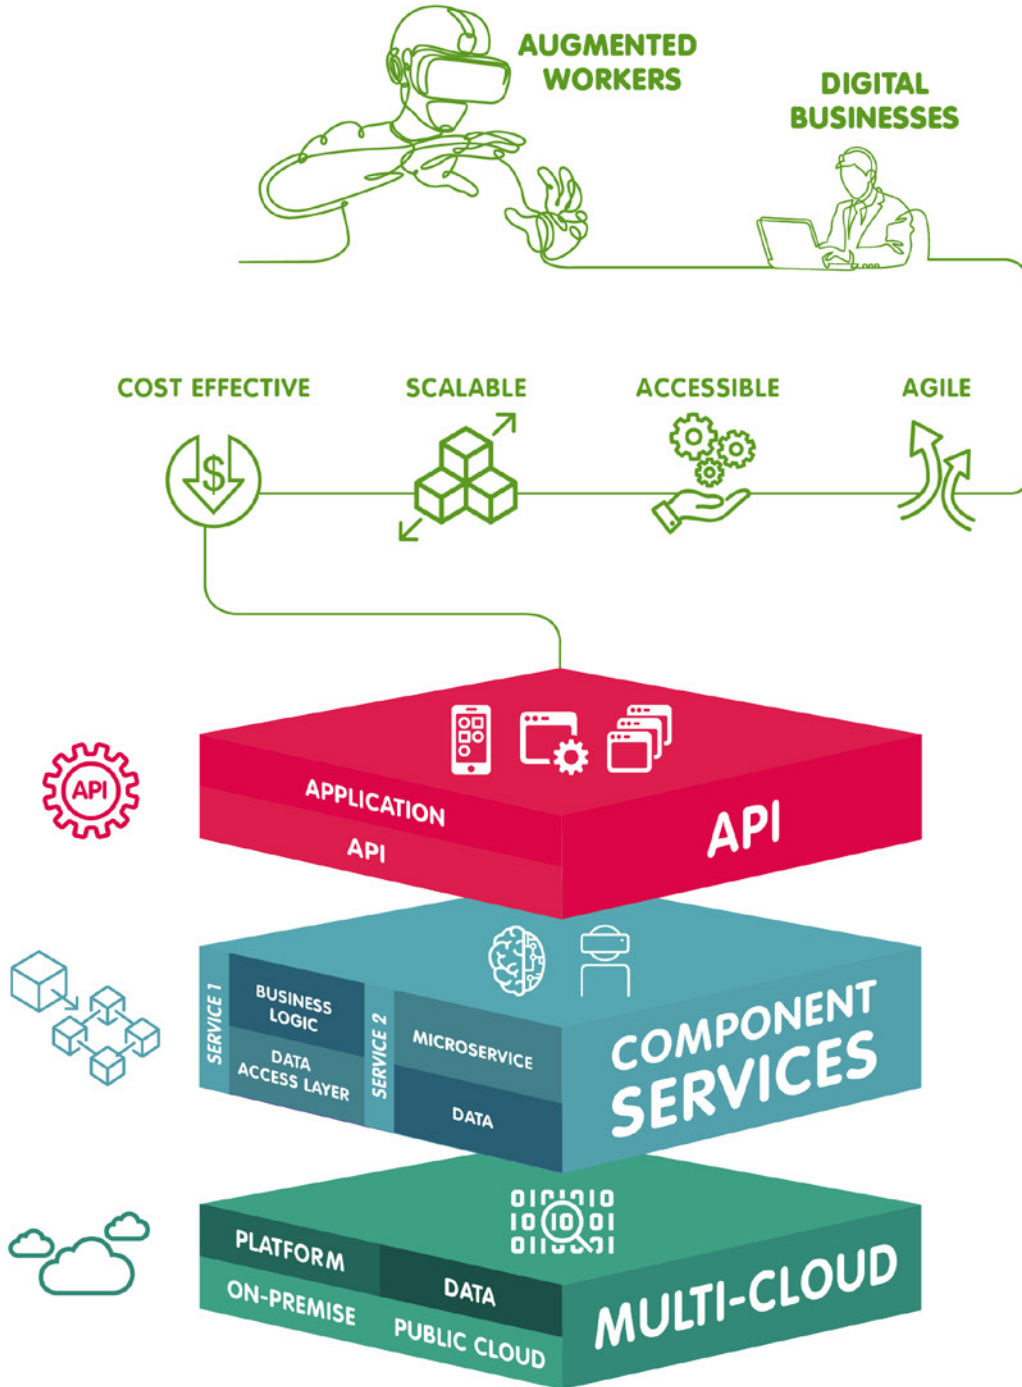 AUGMENTED
WORKERS
DIGITAL
BUSINESSES
COST EFFECTIVE
SCALABLE
ACCESSIBLE
AGILE
$
API
APPLICATION
API
API
SERVICE 1
BUSINESS
LOGIC
DATA
ACCESS LAYER
SERVICE 2
MICROSERVICE
DATA
COMPONENT
SERVICES
PLATFORM
DATA
ON-PREMISE
PUBLIC CLOUD
MULTI-CLOUD